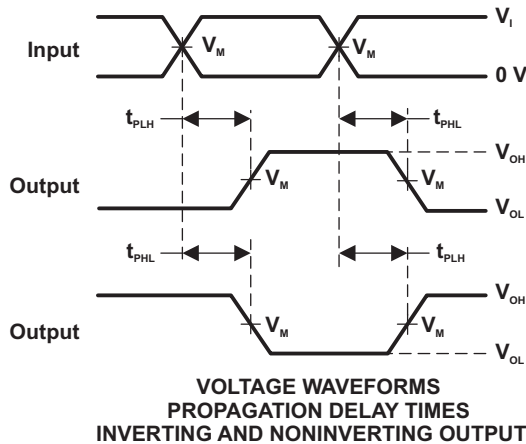 V_I
Input
V_M
V_M
0 V
t_PLH
t_PHL
V_OH
Output
V_M
V_M
V_OL
t_PHL
t_PLH
V_OH
Output
V_M
V_M
V_OL
VOLTAGE WAVEFORMS
PROPAGATION DELAY TIMES
INVERTING AND NONINVERTING OUTPUT